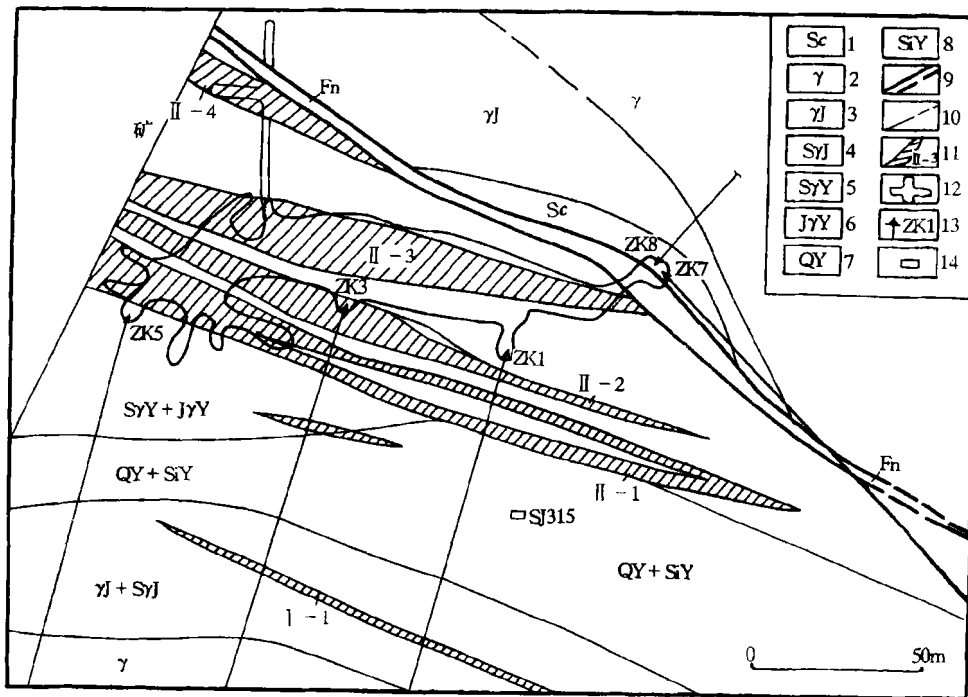 Fn
γJ
γ
II-4
Sc
ZK8
ZK7
II-3
ZK3
ZK5
ZK1
II-2
SγY + JγY
II-1
Fn
QY + SiY
SJ315
QY + SiY
γJ + SγJ
I-1
γ
0 50m
Sc 1
γ 2
γJ 3
SγJ 4
SγY 5
JγY 6
QY 7
SiY 8
9
10
II-3 11
12
ZK1 13
14